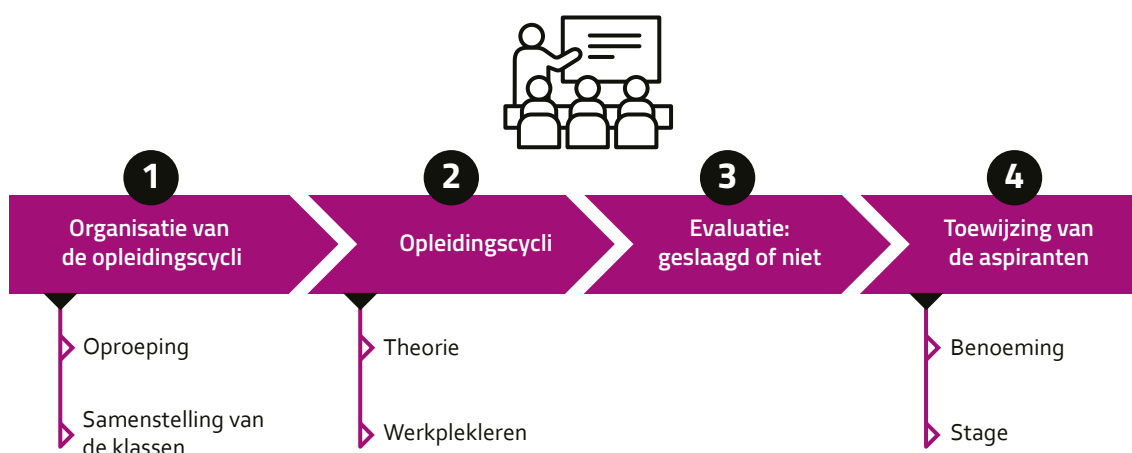 1
Organisatie van
de opleidingscycli
Oproeping
Samenstelling van
de klassen
2
Opleidingscycli
Theorie
Werkplekleren
3
Evaluatie:
geslaagd of niet
4
Toewijzing van
de aspiranten
Benoeming
Stage